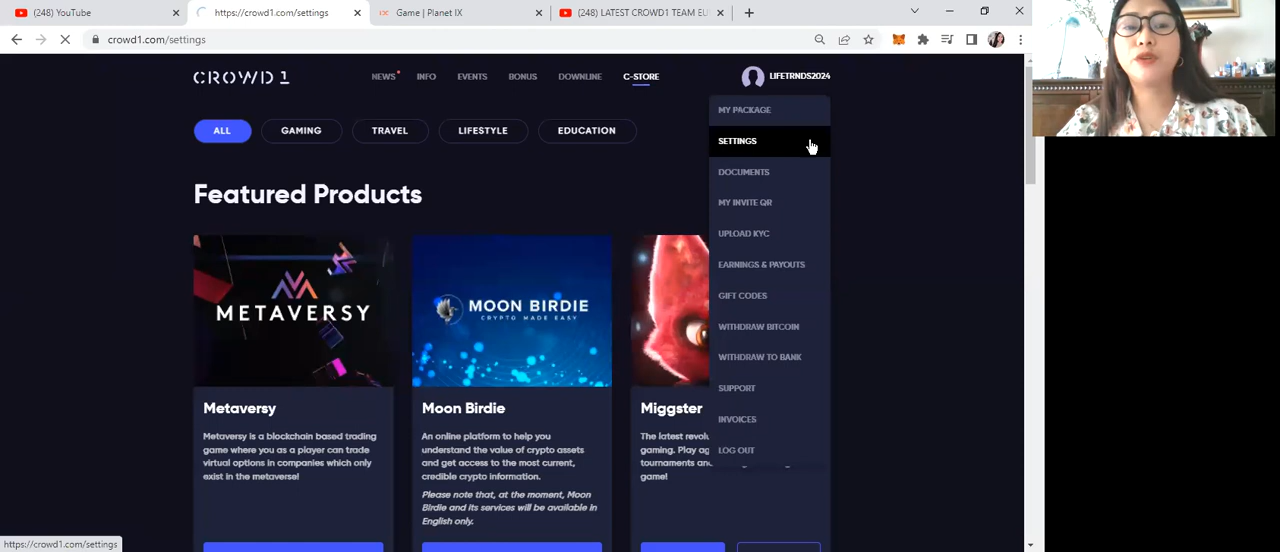 (248) YouTube
https://crowd1.com/settings
Game | Planet IX
(248) LATEST CROWD1 TEAM EU
crowd1.com/settings
CROWD1
NEWS
INFO
EVENTS
BONUS
DOWNLINE
C-STORE
LIFETRNDS2024
MY PACKAGE
SETTINGS
DOCUMENTS
MY INVITE QR
UPLOAD KYC
EARNINGS & PAYOUTS
GIFT CODES
WITHDRAW BITCOIN
WITHDRAW TO BANK
SUPPORT
INVOICES
LOG OUT
ALL
GAMING
TRAVEL
LIFESTYLE
EDUCATION
Featured Products
METAVERSY
Metaversy
Metaversy is a blockchain based trading
game where you as a player can trade
virtual options in companies which only
exist in the metaverse!
MOON BIRDIE
CRYPTO MADE EASY
Moon Birdie
An online platform to help you
understand the value of crypto assets
and get access to the most current,
credible crypto information.
Please note that, at the moment, Moon
Birdie and its services will be available in
English only.
Miggster
The latest
gaming. Play
tournaments
game!
https://crowd1.com/settings